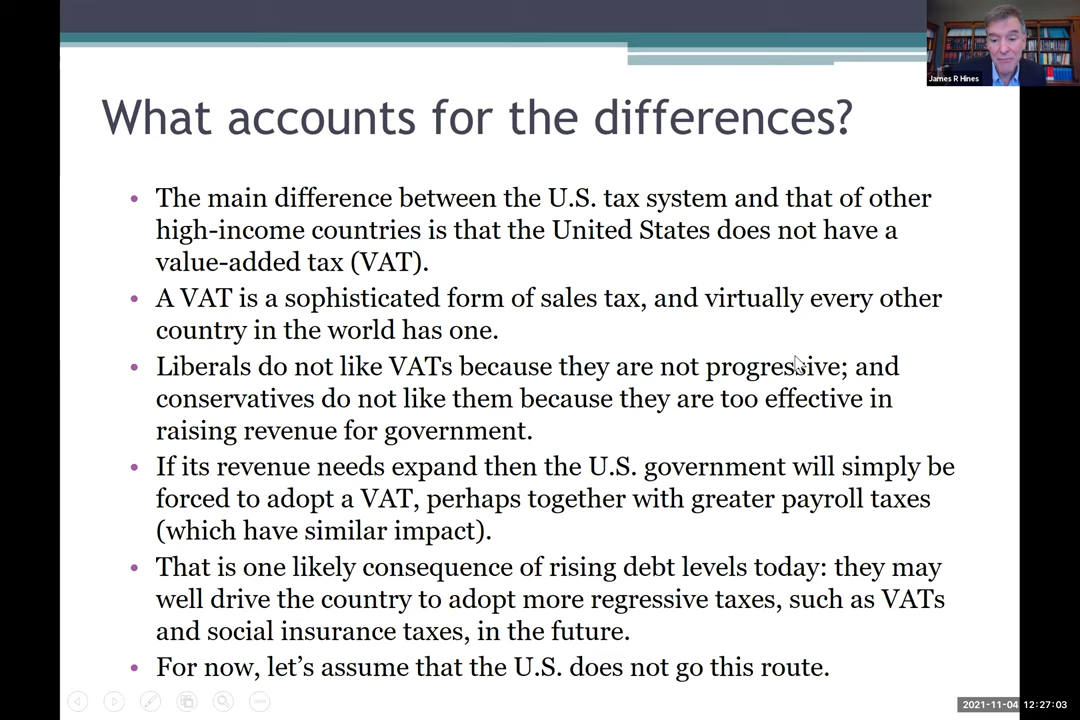 James R Hines
What accounts for the differences?
• The main difference between the U.S. tax system and that of other
high-income countries is that the United States does not have a
value-added tax (VAT).
• A VAT is a sophisticated form of sales tax, and virtually every other
country in the world has one.
• Liberals do not like VATs because they are not progressive; and
conservatives do not like them because they are too effective in
raising revenue for government.
• If its revenue needs expand then the U.S. government will simply be
forced to adopt a VAT, perhaps together with greater payroll taxes
(which have similar impact).
• That is one likely consequence of rising debt levels today: they may
well drive the country to adopt more regressive taxes, such as VATs
and social insurance taxes, in the future.
• For now, let’s assume that the U.S. does not go this route.
2021-11-04 12:27:03